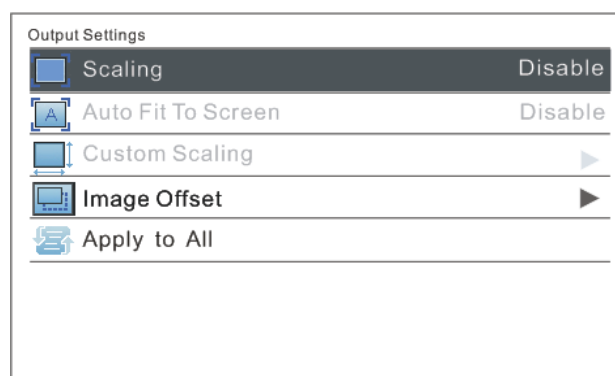 Output Settings
Scaling Disable
Auto Fit To Screen Disable
Custom Scaling
Image Offset
Apply to All